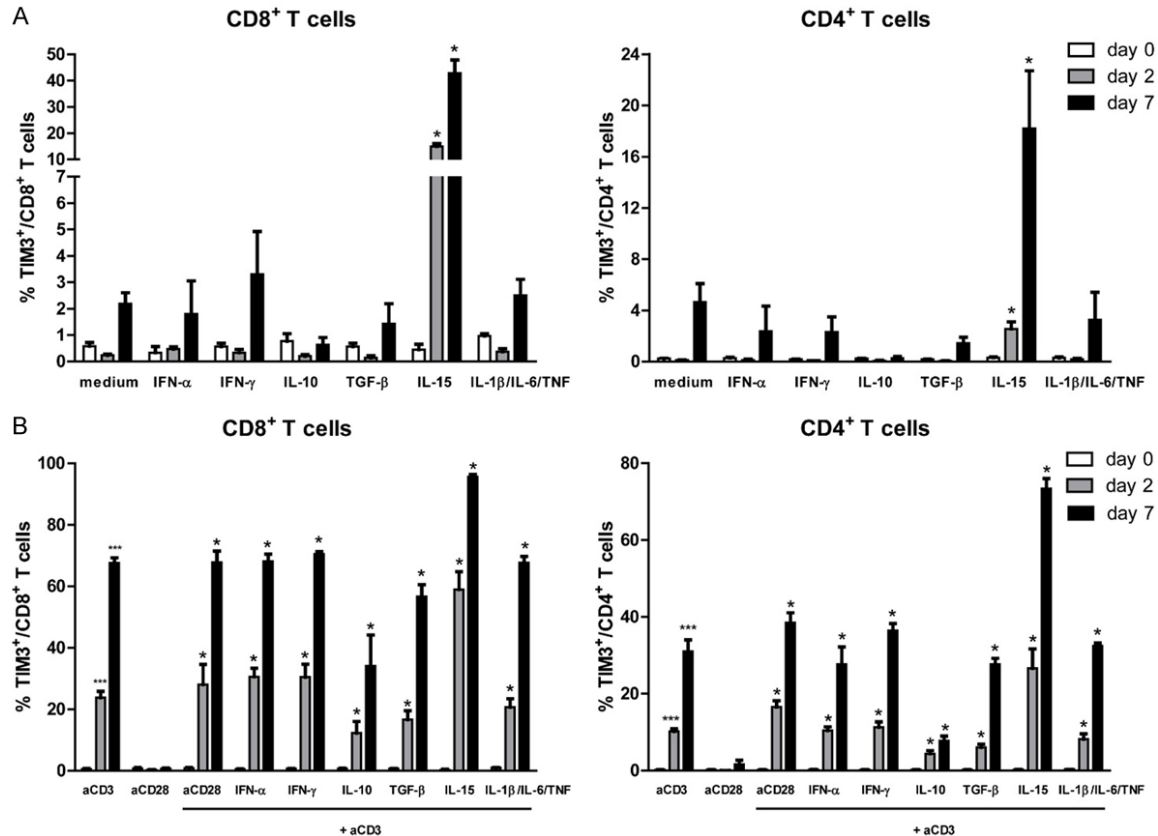 A
CD8+ T cells
CD4+ T cells
% TIM3+/CD8+ T cells
50
40
30
20
10
7
6
5
4
3
2
1
0
*
*
medium IFN-α IFN-γ IL-10 TGF-β IL-15 IL-1β/IL-6/TNF
% TIM3+/CD4+ T cells
24
20
16
12
8
4
0
*
*
medium IFN-α IFN-γ IL-10 TGF-β IL-15 IL-1β/IL-6/TNF
day 0
day 2
day 7
B
CD8+ T cells
CD4+ T cells
% TIM3+/CD8+ T cells
100
80
60
40
20
0
*** *** * * * * * * * * * * * * * *
aCD3 aCD28 aCD28 IFN-α IFN-γ IL-10 TGF-β IL-15 IL-1β/IL-6/TNF
+ aCD3
% TIM3+/CD4+ T cells
80
60
40
20
0
*** *** * * * * * * * * * * * * * *
aCD3 aCD28 aCD28 IFN-α IFN-γ IL-10 TGF-β IL-15 IL-1β/IL-6/TNF
+ aCD3
day 0
day 2
day 7